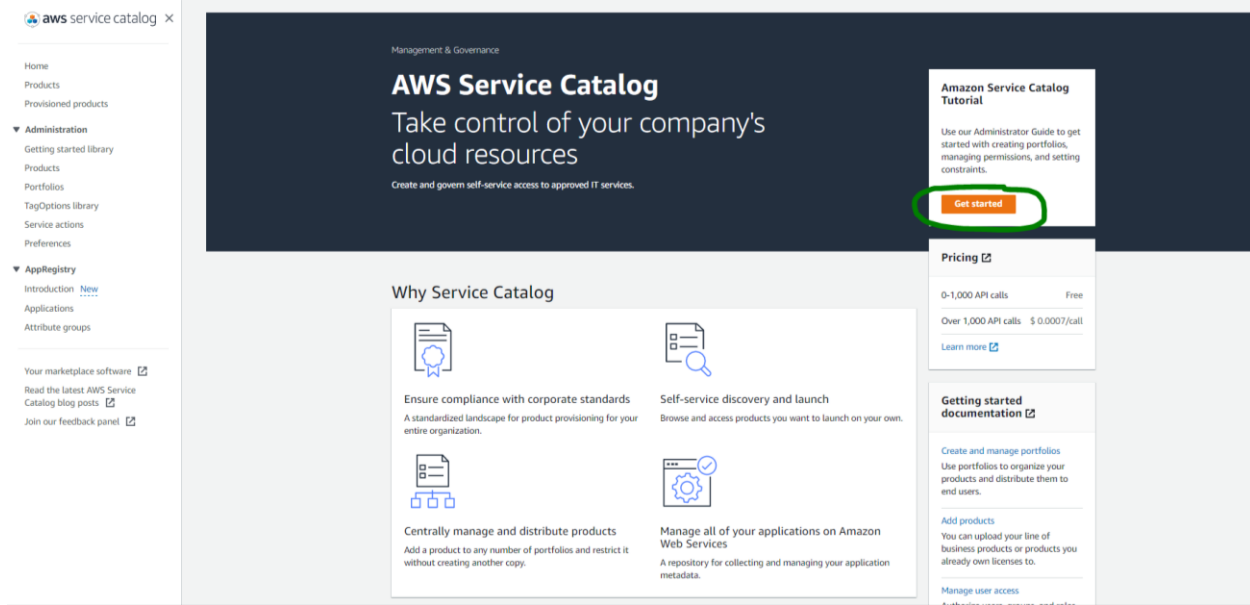 aws service catalog
Home
Products
Provisioned products
Administration
Getting started library
Products
Portfolios
TagOptions library
Service actions
Preferences
AppRegistry
Introduction New
Applications
Attribute groups
Your marketplace software
Read the latest AWS Service
Catalog blog posts
Join our feedback panel
Management & Governance
AWS Service Catalog
Take control of your company's
cloud resources
Create and govern self-service access to approved IT services.
Amazon Service Catalog
Tutorial
Use our Administrator Guide to get
started with creating portfolios,
managing permissions, and setting
constraints.
Get started
Pricing
0-1,000 API calls Free
Over 1,000 API calls $ 0.0007/call
Learn more
Why Service Catalog
Ensure compliance with corporate standards
A standardized landscape for product provisioning for your
entire organization.
Self-service discovery and launch
Browse and access products you want to launch on your own.
Centrally manage and distribute products
Add a product to any number of portfolios and restrict it
without creating another copy.
Manage all of your applications on Amazon
Web Services
A repository for collecting and managing your application
metadata.
Getting started
documentation
Create and manage portfolios
Use portfolios to organize your
products and distribute them to
end users.
Add products
You can upload your line of
business products or products you
already own licenses to.
Manage user access